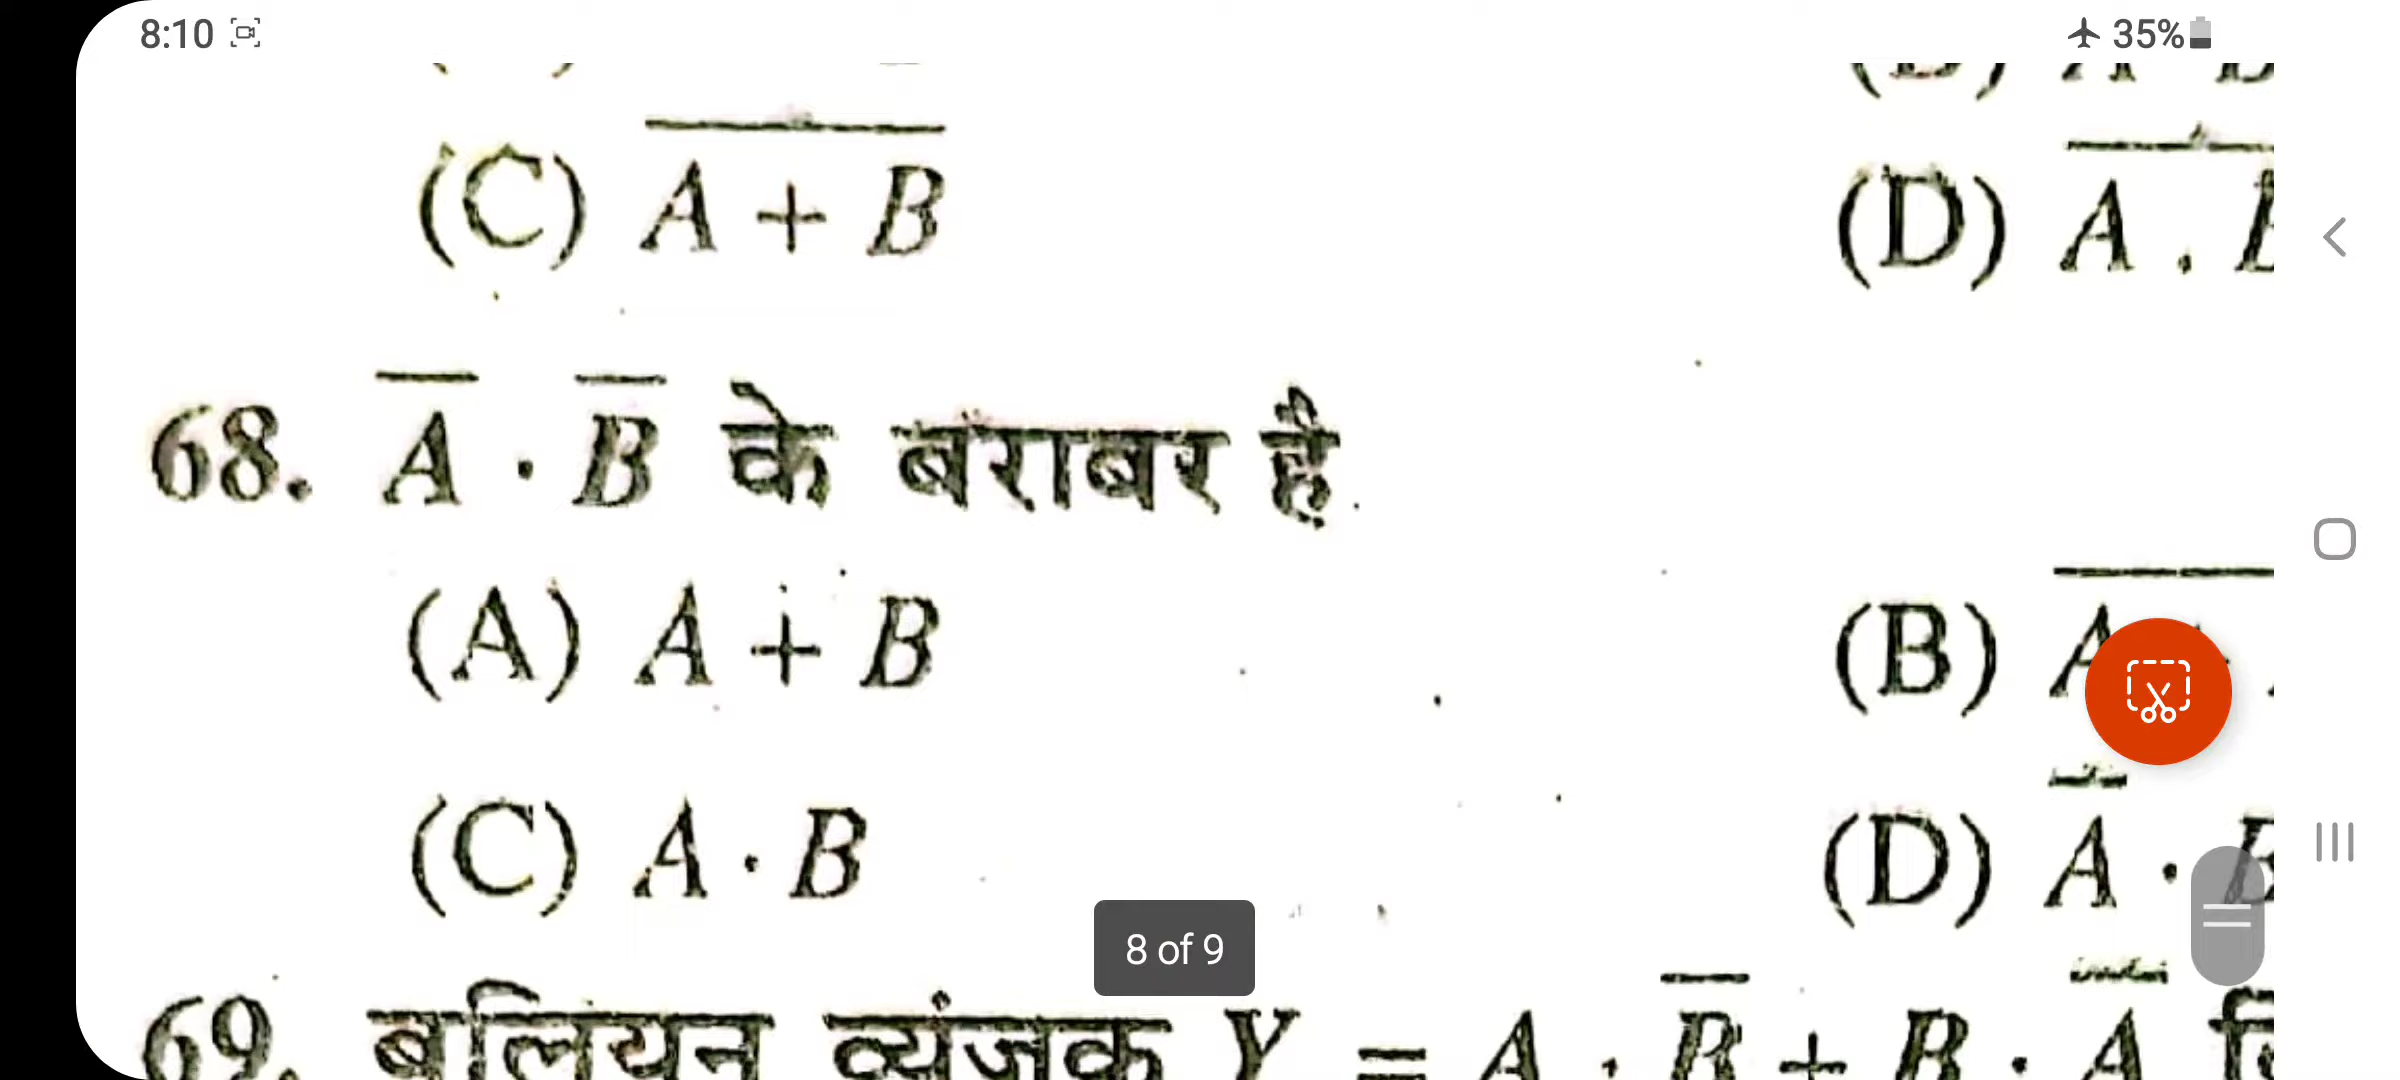 8:10 35%
(C) A̅ ̅+̅ ̅B̅ (D) A .
68. A̅ · B̅ के बराबर है
(A) A + B (B)
(C) A · B (D) A̅ ·
8 of 9
69. बुलियन व्यंजक Y = A · B̅ + B · A̅